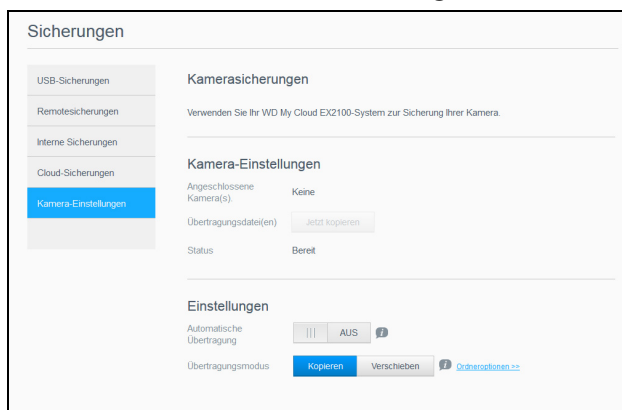 Sicherungen
USB-Sicherungen
Remotesicherungen
Interne Sicherungen
Cloud-Sicherungen
Kamera-Einstellungen
Kamerasicherungen
Verwenden Sie Ihr WD My Cloud EX2100-System zur Sicherung Ihrer Kamera.
Kamera-Einstellungen
Angeschlossene
Kamera(s).
Keine
Übertragungsdatei(en)
Jetzt kopieren
Status
Bereit
Einstellungen
Automatische
Übertragung
AUS
i
Übertragungsmodus
Kopieren
Verschieben
i
Ordneroptionen >>